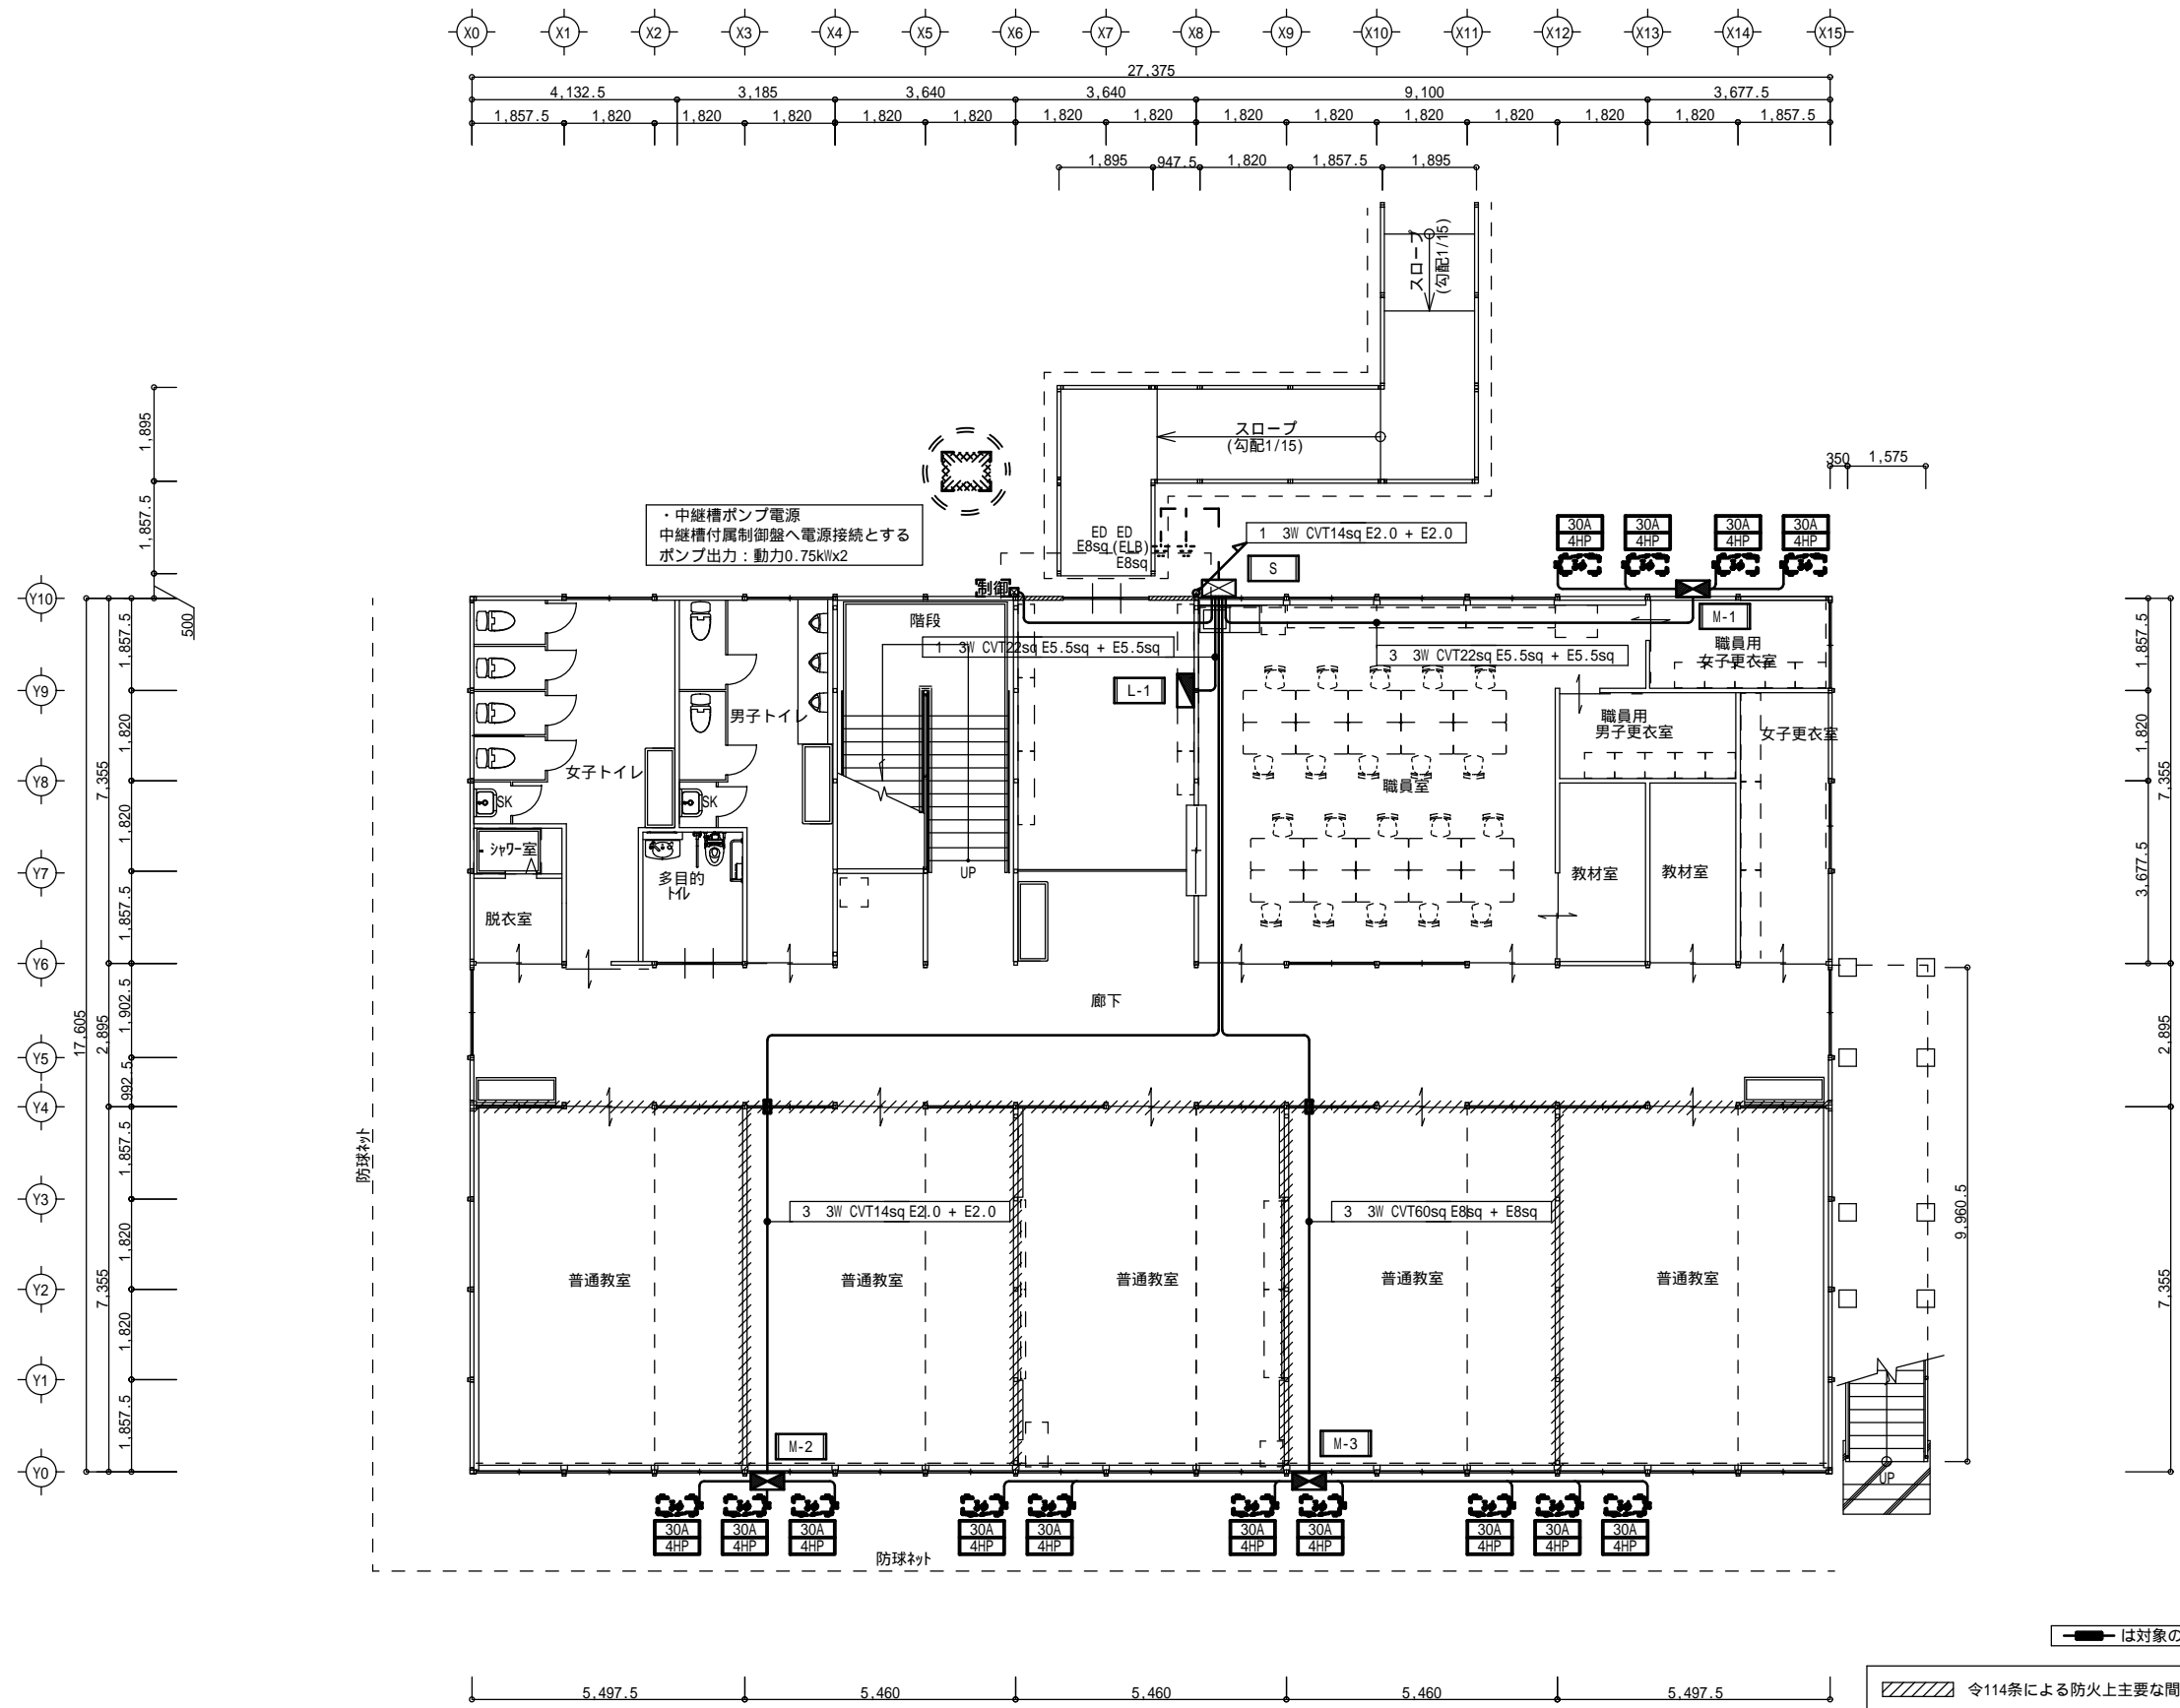 X0 X1 X2 X3 X4 X5 X6 X7 X8 X9 X10 X11 X12 X13 X14 X15
27,375
4,132.5 3,185 3,640 3,640 9,100 3,677.5
1,857.5 1,820 1,820 1,820 1,820 1,820 1,820 1,820 1,820 1,820 1,820 1,820 1,820 1,820 1,857.5
1,895 947.5 1,820 1,857.5 1,895
スロープ
(勾配1/15)
スロープ
(勾配1/15)
1,895
1,857.5
500
350 1,575
・中継槽ポンプ電源
中継槽付属制御盤へ電源接続とする
ポンプ出力：動力0.75kWx2
ED ED
E8sq(ELB)
E8sq
1 3W CVT14sq E2.0 + E2.0
S
30A 30A 30A 30A
4HP 4HP 4HP 4HP
制御
M-1
階段
1 3W CVT22sq E5.5sq + E5.5sq
3 3W CVT22sq E5.5sq + E5.5sq
職員用
女子更衣室
L-1
男子トイレ
職員用
男子更衣室
女子更衣室
女子トイレ
職員室
SK SK
シャワー室
多目的
トイレ
UP
教材室 教材室
脱衣室
廊下
Y10
Y9
Y8
Y7
Y6
Y5
Y4
Y3
Y2
Y1
Y0
17,605
7,355
2,895
7,355
1,857.5
1,820
1,820
1,857.5
1,902.5
992.5
1,857.5
1,820
1,820
1,857.5
1,857.5
1,820
3,677.5
7,355
2,895
7,355
9,960.5
防球ネット
3 3W CVT14sq E2.0 + E2.0
3 3W CVT60sq E8sq + E8sq
普通教室 普通教室 普通教室 普通教室 普通教室
M-2
M-3
UP
30A 30A 30A 30A 30A 30A 30A 30A 30A 30A
4HP 4HP 4HP 4HP 4HP 4HP 4HP 4HP 4HP 4HP
防球ネット
は対象の
令114条による防火上主要な間
5,497.5 5,460 5,460 5,460 5,497.5